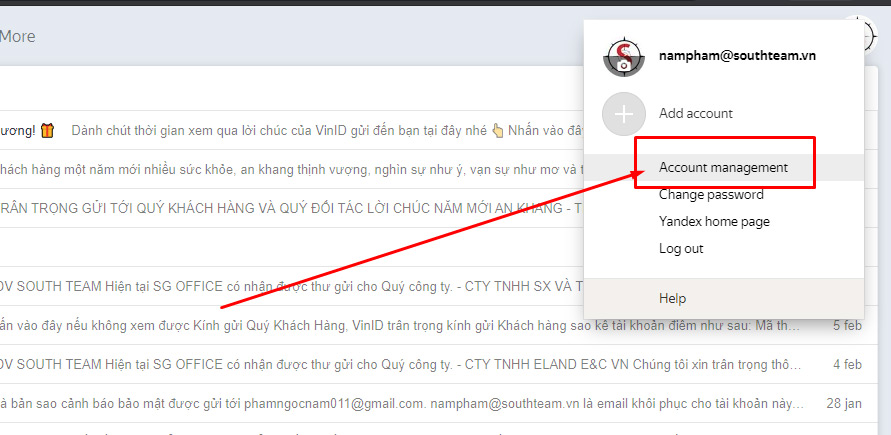 More
nampham@southteam.vn
Add account
Account management
Change password
Yandex home page
Log out
Help
ương! 🎁 Dành chút thời gian xem qua lời chúc của VinID gửi đến bạn tại đây nhé 👆 Nhấn vào đây
khách hàng một năm mới nhiều sức khỏe, an khang thịnh vượng, nghìn sự như ý, vạn sự như mơ và t
RÂN TRỌNG GỬI TỚI QUÝ KHÁCH HÀNG VÀ QUÝ ĐỐI TÁC LỜI CHÚC NĂM MỚI AN KHANG - T
DV SOUTH TEAM Hiện tại SG OFFICE có nhận được thư gửi cho Quý công ty. - CTY TNHH SX VÀ T
ấn vào đây nếu không xem được Kính gửi Quý Khách Hàng, VinID trân trọng kính gửi Khách hàng sao kê tài khoản điểm như sau: Mã th... 5 feb
DV SOUTH TEAM Hiện tại SG OFFICE có nhận được thư gửi cho Quý công ty. - CTY TNHH ELAND E&C VN Chúng tôi xin trân trọng thô... 4 feb
à bản sao cảnh báo bảo mật được gửi tới phamngocnam011@gmail.com. nampham@southteam.vn là email khôi phục cho tài khoản này... 28 jan